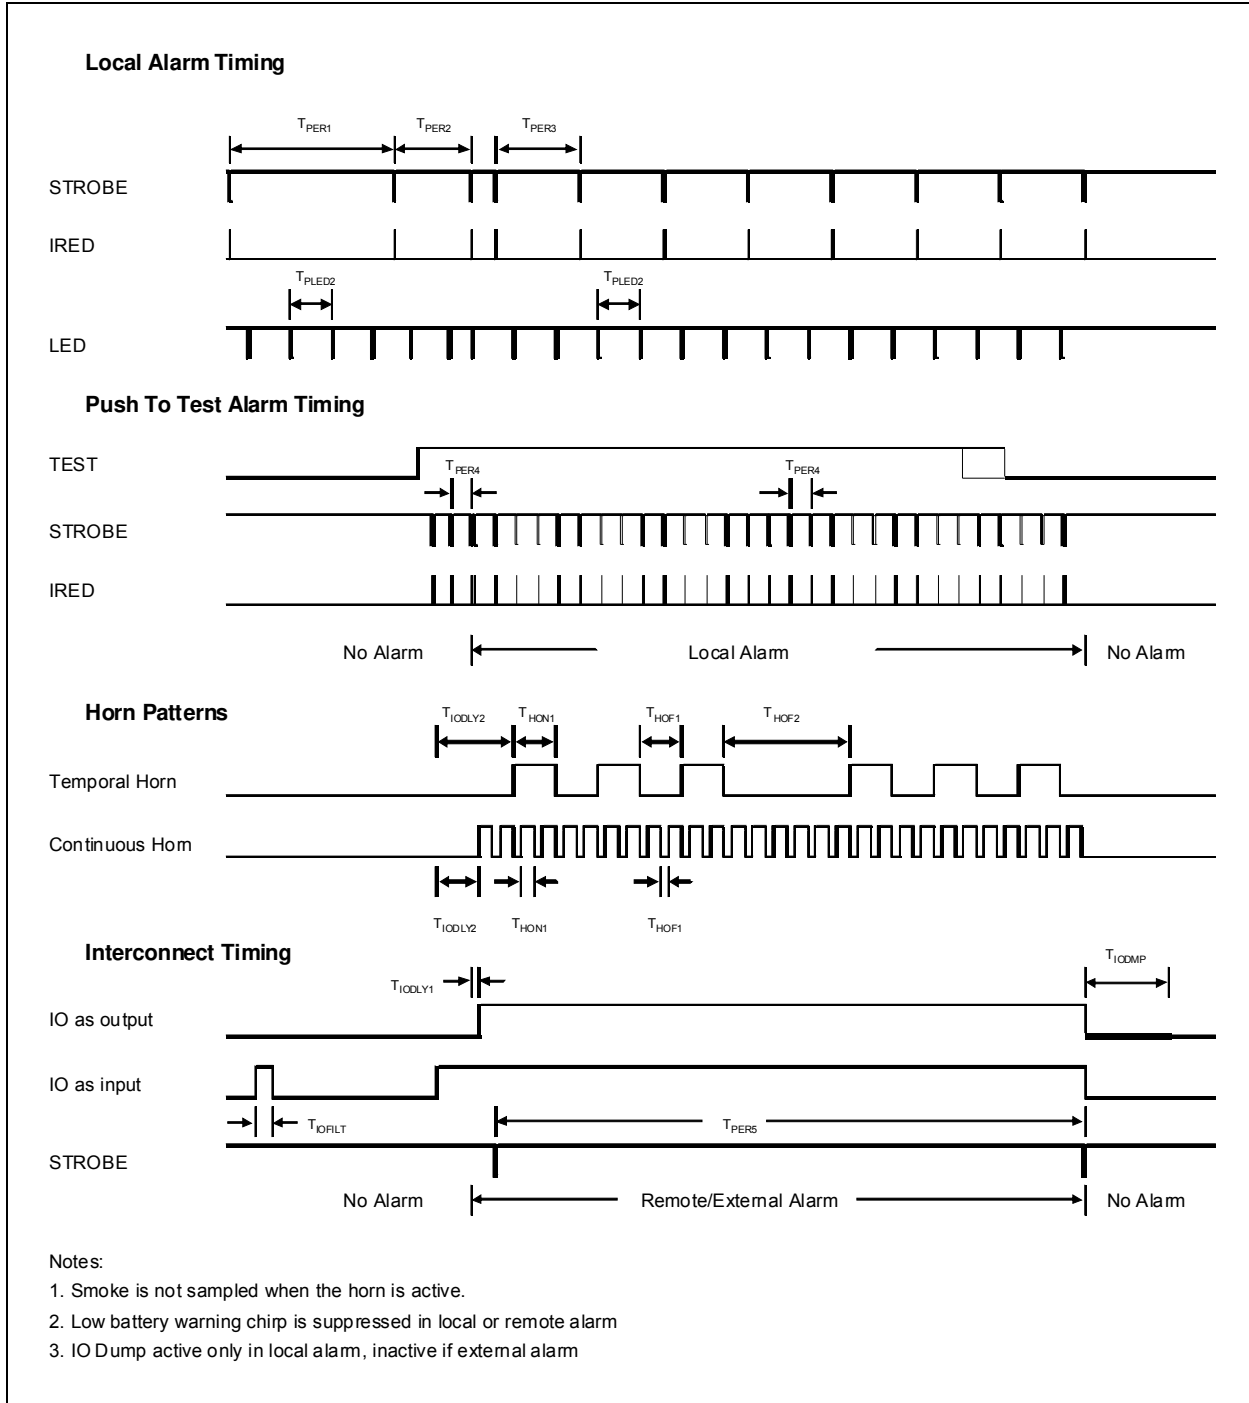 Local Alarm Timing
TPER1 TPER2 TPER3
STROBE
IRED
TPLED2 TPLED2
LED
Push To Test Alarm Timing
TEST
TPER4 TPER4
STROBE
IRED
No Alarm Local Alarm No Alarm
Horn Patterns
TIODLY2 THON1 THOF1 THOF2
Temporal Horn
Continuous Horn
TIODLY2 THON1 THOF1
Interconnect Timing
TIODMP
TIODLY1
IO as output
IO as input
TIOFILT TPER5
STROBE
No Alarm Remote/External Alarm No Alarm
Notes:
1. Smoke is not sampled when the horn is active.
2. Low battery warning chirp is suppressed in local or remote alarm
3. IO Dump active only in local alarm, inactive if external alarm